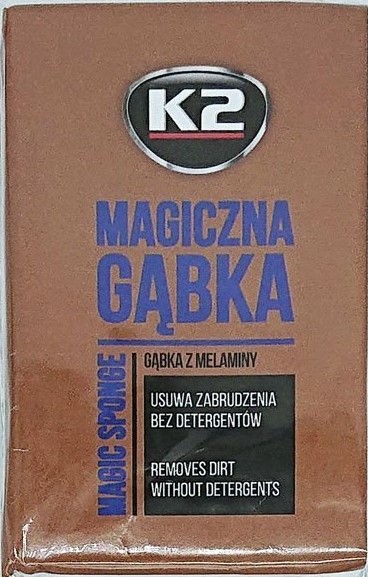 K2
MAGICZNA
GĄBKA
MAGIC SPONGE
GĄBKA Z MELAMINY
USUWA ZABRUDZENIA
BEZ DETERGENTÓW
REMOVES DIRT
WITHOUT DETERGENTS